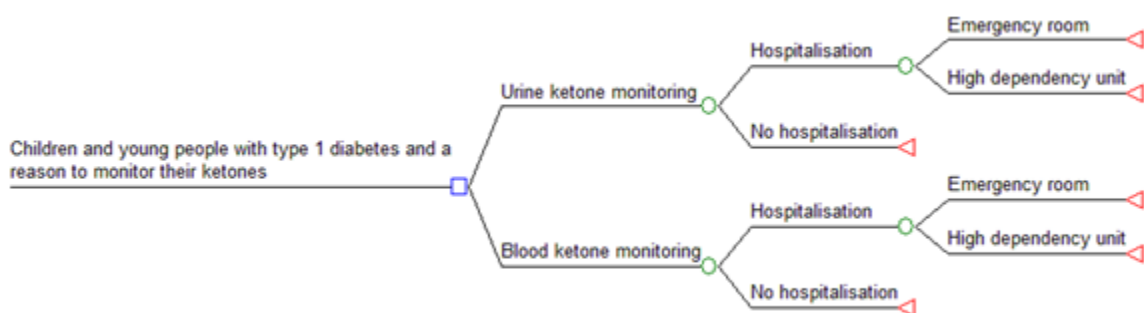 Emergency room
Hospitalisation
High dependency unit
Urine ketone monitoring
No hospitalisation
Children and young people with type 1 diabetes and a
reason to monitor their ketones
Emergency room
Hospitalisation
High dependency unit
Blood ketone monitoring
No hospitalisation